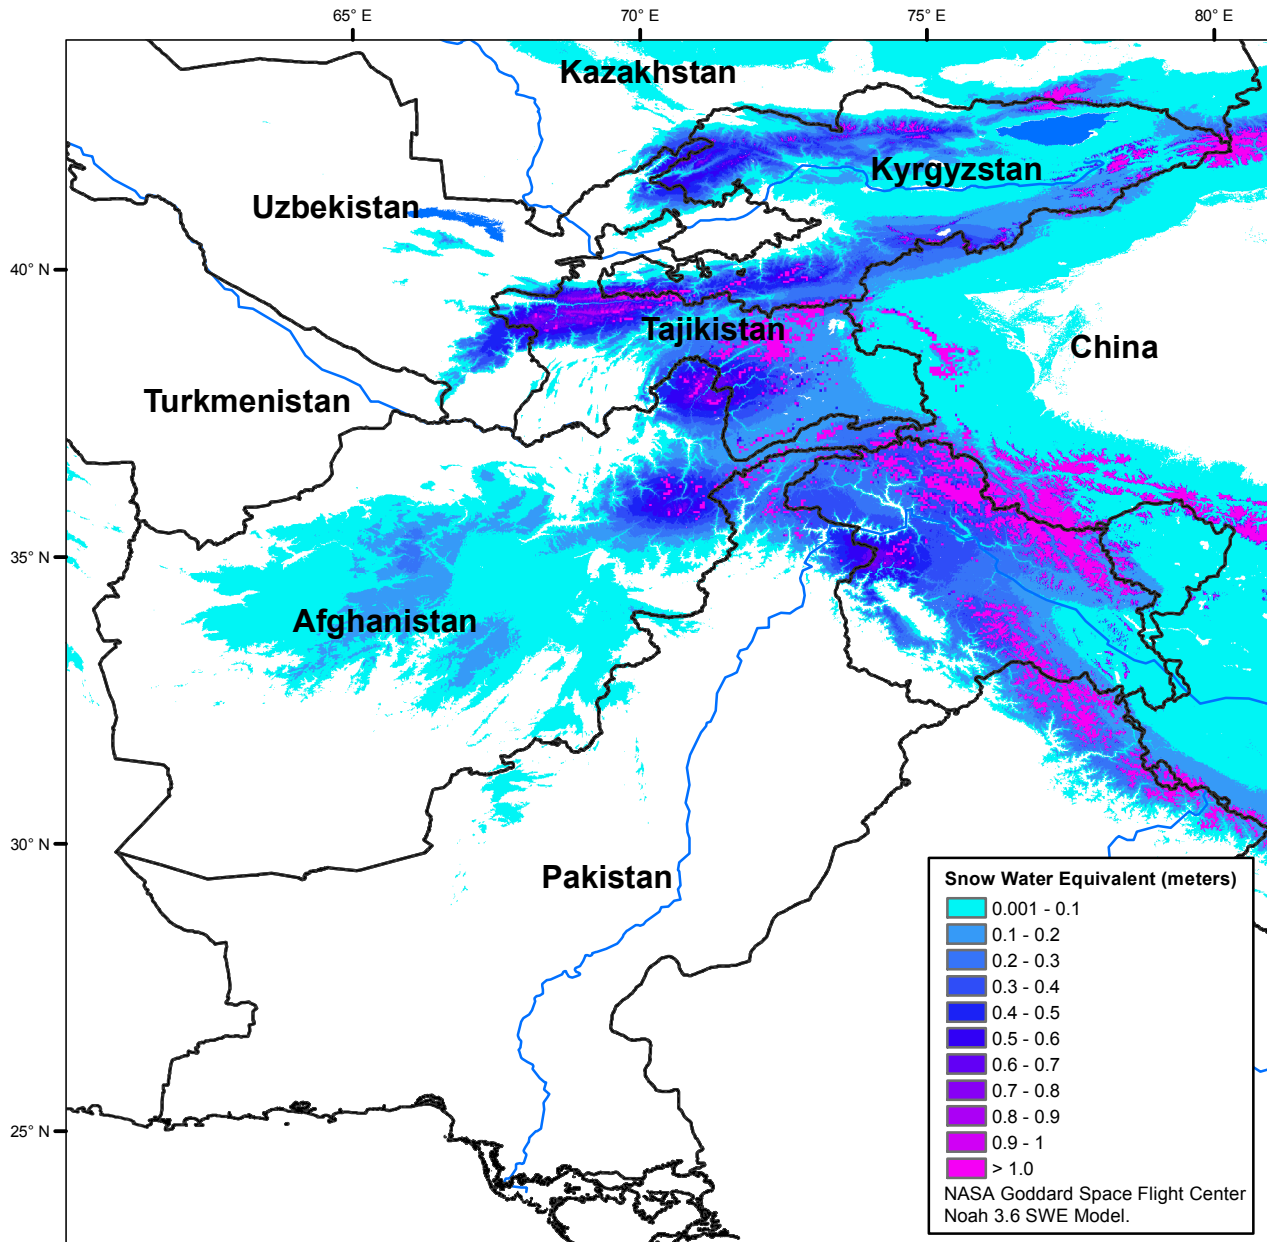 65° E 70° E 75° E 80° E
Kazakhstan
Kyrgyzstan
Uzbekistan
40° N
Tajikistan
China
Turkmenistan
35° N
Afghanistan
30° N
Pakistan
25° N
Snow Water Equivalent (meters)
0.001 - 0.1
0.1 - 0.2
0.2 - 0.3
0.3 - 0.4
0.4 - 0.5
0.5 - 0.6
0.6 - 0.7
0.7 - 0.8
0.8 - 0.9
0.9 - 1
> 1.0
NASA Goddard Space Flight Center
Noah 3.6 SWE Model.